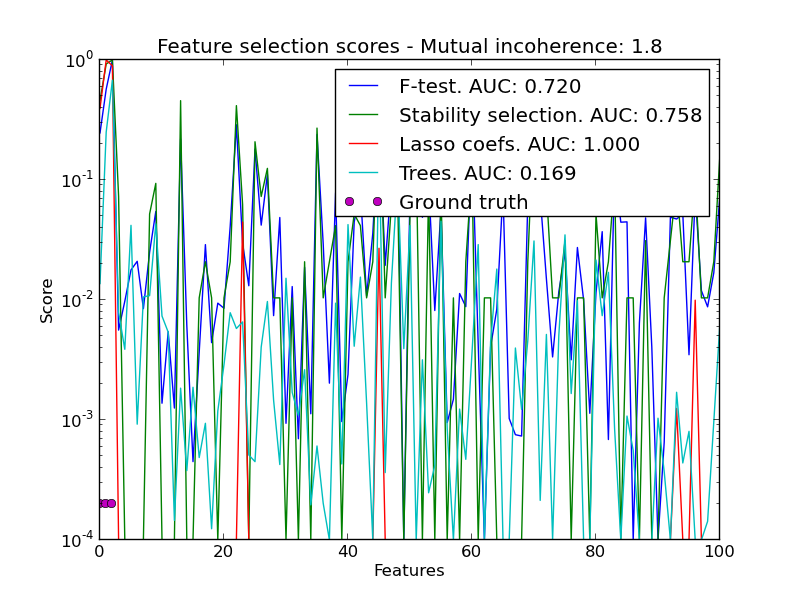 Feature selection scores - Mutual incoherence: 1.8
10^0
10^-1
10^-2
10^-3
10^-4
Score
F-test. AUC: 0.720
Stability selection. AUC: 0.758
Lasso coefs. AUC: 1.000
Trees. AUC: 0.169
Ground truth
0 20 40 60 80 100
Features